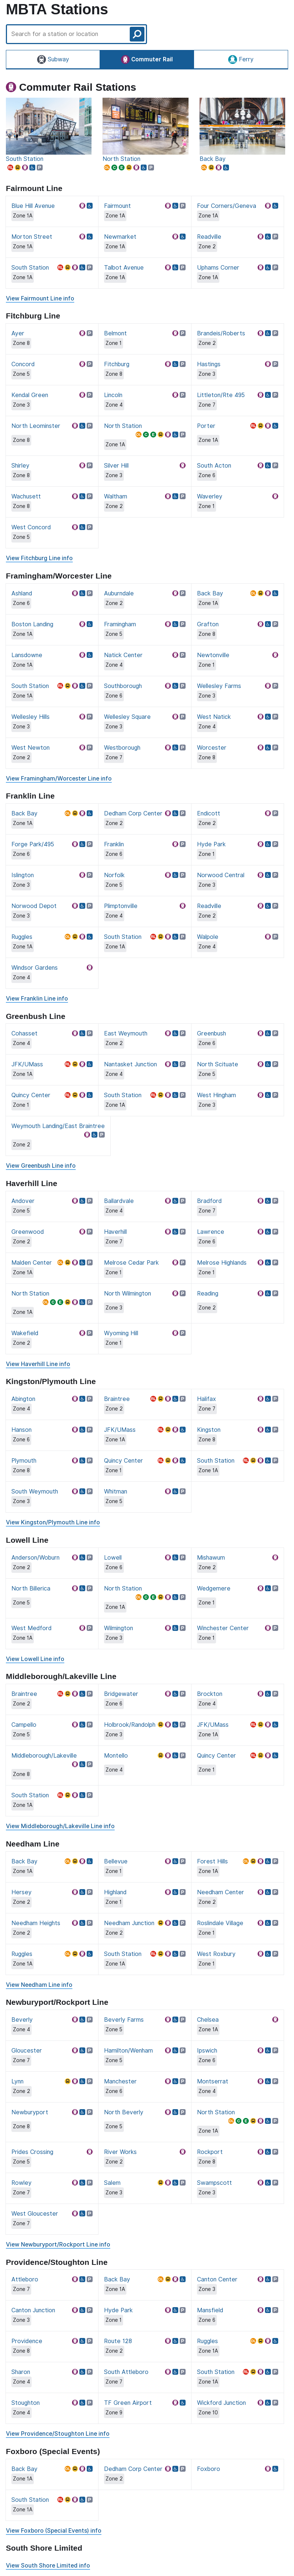 MBTA Stations
Search for a station or location
Subway
Commuter Rail
Ferry
Commuter Rail Stations
South Station
North Station
Back Bay
Fairmount Line
Blue Hill Avenue
Zone 1A
Fairmount
Zone 1A
Four Corners/Geneva
Zone 1A
Morton Street
Zone 1A
Newmarket
Zone 1A
Readville
Zone 2
South Station
Zone 1A
Talbot Avenue
Zone 1A
Uphams Corner
Zone 1A
View Fairmount Line info
Fitchburg Line
Ayer
Zone 8
Belmont
Zone 1
Brandeis/Roberts
Zone 2
Concord
Zone 5
Fitchburg
Zone 8
Hastings
Zone 3
Kendal Green
Zone 3
Lincoln
Zone 4
Littleton/Rte 495
Zone 7
North Leominster
Zone 8
North Station
Zone 1A
Porter
Zone 1A
Shirley
Zone 8
Silver Hill
Zone 3
South Acton
Zone 6
Wachusett
Zone 8
Waltham
Zone 2
Waverley
Zone 1
West Concord
Zone 5
View Fitchburg Line info
Framingham/Worcester Line
Ashland
Zone 6
Auburndale
Zone 2
Back Bay
Zone 1A
Boston Landing
Zone 1A
Framingham
Zone 5
Grafton
Zone 8
Lansdowne
Zone 1A
Natick Center
Zone 4
Newtonville
Zone 1
South Station
Zone 1A
Southborough
Zone 6
Wellesley Farms
Zone 3
Wellesley Hills
Zone 3
Wellesley Square
Zone 3
West Natick
Zone 4
West Newton
Zone 2
Westborough
Zone 7
Worcester
Zone 8
View Framingham/Worcester Line info
Franklin Line
Back Bay
Zone 1A
Dedham Corp Center
Zone 2
Endicott
Zone 2
Forge Park/495
Zone 6
Franklin
Zone 6
Hyde Park
Zone 1
Islington
Zone 3
Norfolk
Zone 5
Norwood Central
Zone 3
Norwood Depot
Zone 3
Plimptonville
Zone 4
Readville
Zone 2
Ruggles
Zone 1A
South Station
Zone 1A
Walpole
Zone 4
Windsor Gardens
Zone 4
View Franklin Line info
Greenbush Line
Cohasset
Zone 4
East Weymouth
Zone 2
Greenbush
Zone 6
JFK/UMass
Zone 1A
Nantasket Junction
Zone 4
North Scituate
Zone 5
Quincy Center
Zone 1
South Station
Zone 1A
West Hingham
Zone 3
Weymouth Landing/East Braintree
Zone 2
View Greenbush Line info
Haverhill Line
Andover
Zone 5
Ballardvale
Zone 4
Bradford
Zone 7
Greenwood
Zone 2
Haverhill
Zone 7
Lawrence
Zone 6
Malden Center
Zone 1A
Melrose Cedar Park
Zone 1
Melrose Highlands
Zone 1
North Station
Zone 1A
North Wilmington
Zone 3
Reading
Zone 2
Wakefield
Zone 2
Wyoming Hill
Zone 1
View Haverhill Line info
Kingston/Plymouth Line
Abington
Zone 4
Braintree
Zone 2
Halifax
Zone 7
Hanson
Zone 6
JFK/UMass
Zone 1A
Kingston
Zone 8
Plymouth
Zone 8
Quincy Center
Zone 1
South Station
Zone 1A
South Weymouth
Zone 3
Whitman
Zone 5
View Kingston/Plymouth Line info
Lowell Line
Anderson/Woburn
Zone 2
Lowell
Zone 6
Mishawum
Zone 2
North Billerica
Zone 5
North Station
Zone 1A
Wedgemere
Zone 1
West Medford
Zone 1A
Wilmington
Zone 3
Winchester Center
Zone 1
View Lowell Line info
Middleborough/Lakeville Line
Braintree
Zone 2
Bridgewater
Zone 6
Brockton
Zone 4
Campello
Zone 5
Holbrook/Randolph
Zone 3
JFK/UMass
Zone 1A
Middleborough/Lakeville
Zone 8
Montello
Zone 4
Quincy Center
Zone 1
South Station
Zone 1A
View Middleborough/Lakeville Line info
Needham Line
Back Bay
Zone 1A
Bellevue
Zone 1
Forest Hills
Zone 1A
Hersey
Zone 2
Highland
Zone 1
Needham Center
Zone 2
Needham Heights
Zone 2
Needham Junction
Zone 2
Roslindale Village
Zone 1
Ruggles
Zone 1A
South Station
Zone 1A
West Roxbury
Zone 1
View Needham Line info
Newburyport/Rockport Line
Beverly
Zone 4
Beverly Farms
Zone 5
Chelsea
Zone 1A
Gloucester
Zone 7
Hamilton/Wenham
Zone 5
Ipswich
Zone 6
Lynn
Zone 2
Manchester
Zone 6
Montserrat
Zone 4
Newburyport
Zone 8
North Beverly
Zone 5
North Station
Zone 1A
Prides Crossing
Zone 5
River Works
Zone 2
Rockport
Zone 8
Rowley
Zone 7
Salem
Zone 3
Swampscott
Zone 3
West Gloucester
Zone 7
View Newburyport/Rockport Line info
Providence/Stoughton Line
Attleboro
Zone 7
Back Bay
Zone 1A
Canton Center
Zone 3
Canton Junction
Zone 3
Hyde Park
Zone 1
Mansfield
Zone 6
Providence
Zone 8
Route 128
Zone 2
Ruggles
Zone 1A
Sharon
Zone 4
South Attleboro
Zone 7
South Station
Zone 1A
Stoughton
Zone 4
TF Green Airport
Zone 9
Wickford Junction
Zone 10
View Providence/Stoughton Line info
Foxboro (Special Events)
Back Bay
Zone 1A
Dedham Corp Center
Zone 2
Foxboro
South Station
Zone 1A
View Foxboro (Special Events) info
South Shore Limited
View South Shore Limited info